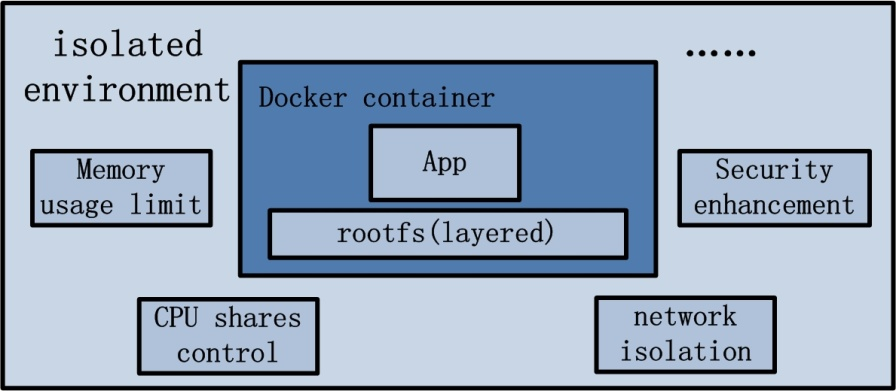 isolated
environment
......
Docker container
App
rootfs(layered)
Memory
usage limit
Security
enhancement
CPU shares
control
network
isolation